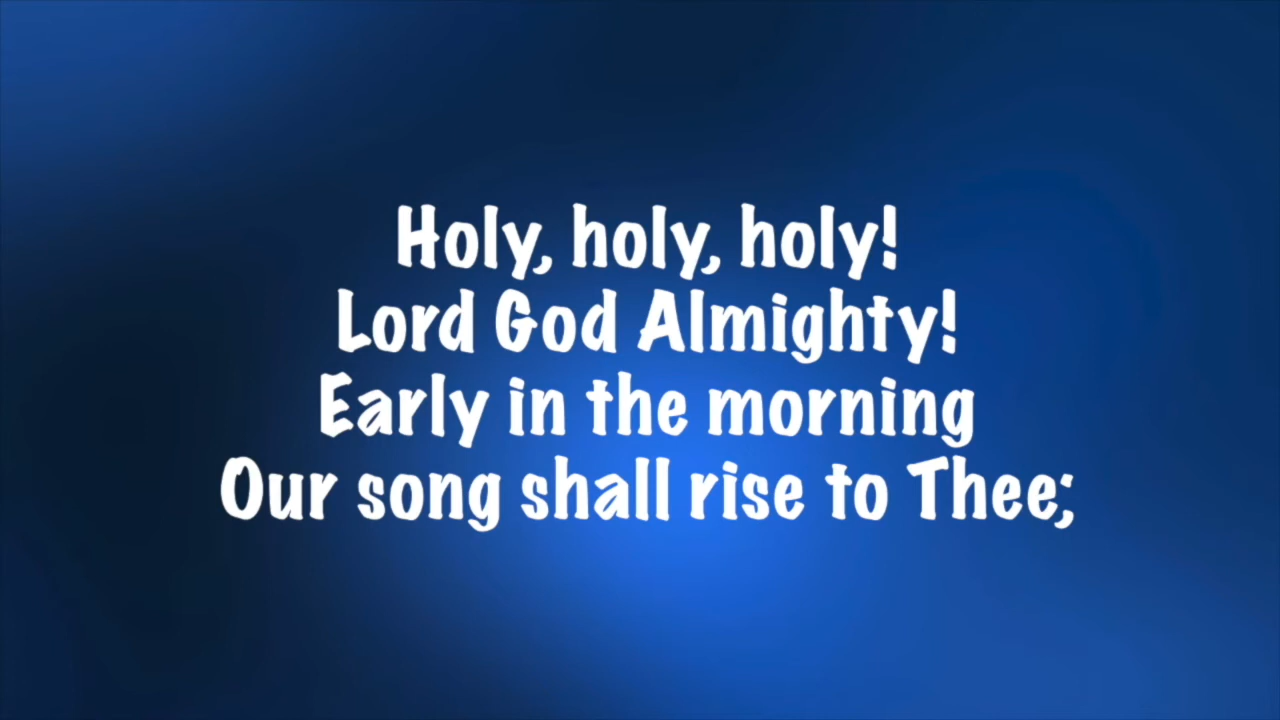 Holy, holy, holy!
Lord God Almighty!
Early in the morning
Our song shall rise to Thee;